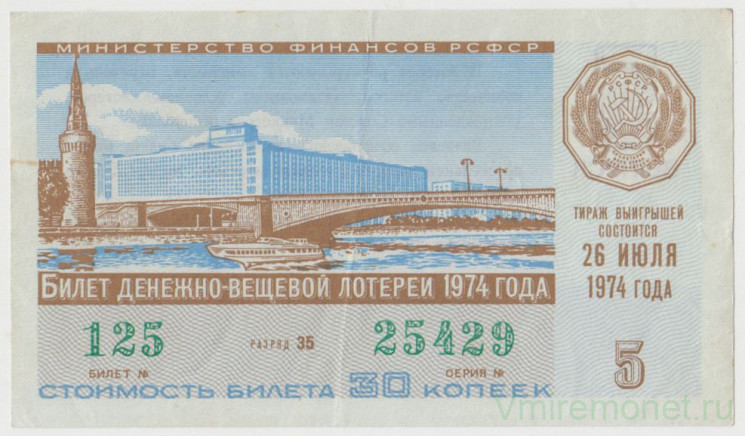 МИНИСТЕРСТВО ФИНАНСОВ РСФСР
РСФСР
ТИРАЖ ВЫИГРЫШЕЙ
СОСТОИТСЯ
26 ИЮЛЯ
1974 ГОДА
БИЛЕТ ДЕНЕЖНО-ВЕЩЕВОЙ ЛОТЕРЕИ 1974 ГОДА
125 РАЗРЯД 35 25429
БИЛЕТ № СЕРИЯ №
5
СТОИМОСТЬ БИЛЕТА 30 КОПЕЕК
Vmiremonet.ru